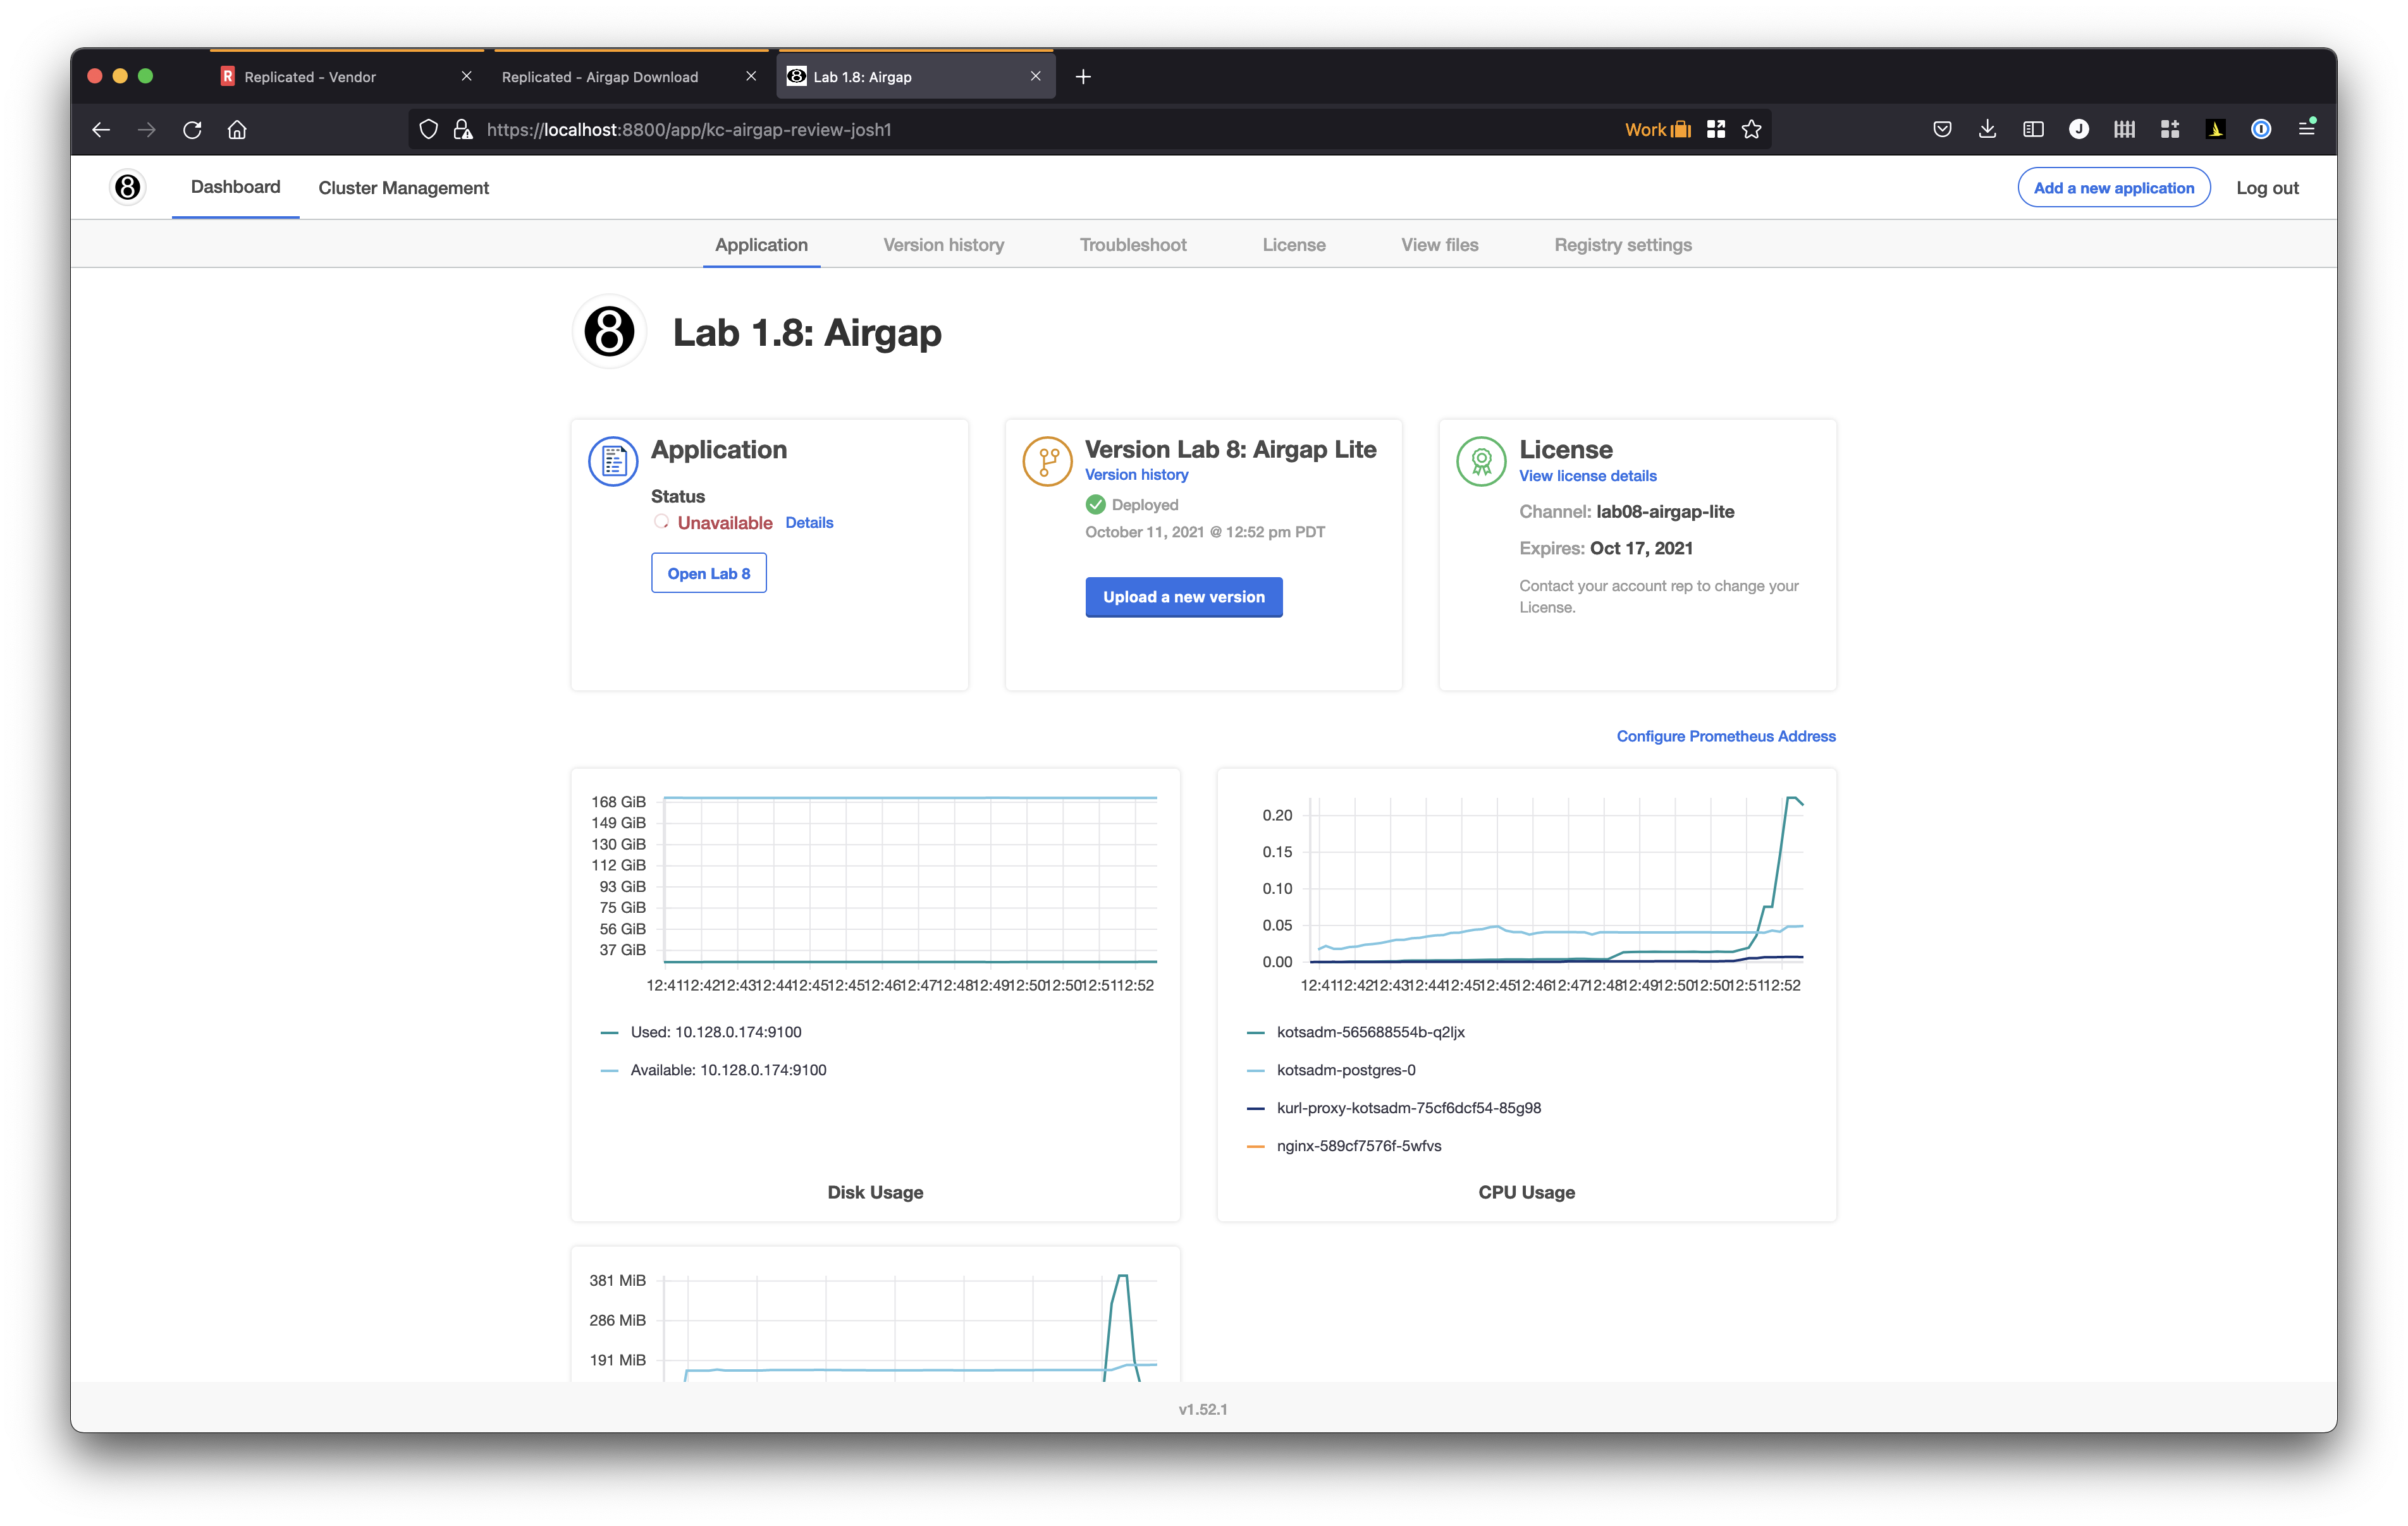 Replicated - Vendor
Replicated - Airgap Download
Lab 1.8: Airgap
https://localhost:8800/app/kc-airgap-review-josh1
Work
Dashboard
Cluster Management
Add a new application
Log out
Application
Version history
Troubleshoot
License
View files
Registry settings
Lab 1.8: Airgap
Application
Status
Unavailable Details
Open Lab 8
Version Lab 8: Airgap Lite
Version history
Deployed
October 11, 2021 @ 12:52 pm PDT
Upload a new version
License
View license details
Channel: lab08-airgap-lite
Expires: Oct 17, 2021
Contact your account rep to change your
License.
Configure Prometheus Address
168 GiB
149 GiB
130 GiB
112 GiB
93 GiB
75 GiB
56 GiB
37 GiB
12:41 12:42 12:43 12:44 12:45 12:45 12:46 12:47 12:48 12:49 12:50 12:50 12:51 12:52
Used: 10.128.0.174:9100
Available: 10.128.0.174:9100
Disk Usage
0.20
0.15
0.10
0.05
0.00
12:41 12:42 12:43 12:44 12:45 12:45 12:46 12:47 12:48 12:49 12:50 12:50 12:51 12:52
kotsadm-565688554b-q2ljx
kotsadm-postgres-0
kurl-proxy-kotsadm-75cf6dcf54-85g98
nginx-589cf7576f-5wfvs
CPU Usage
381 MiB
286 MiB
191 MiB
v1.52.1